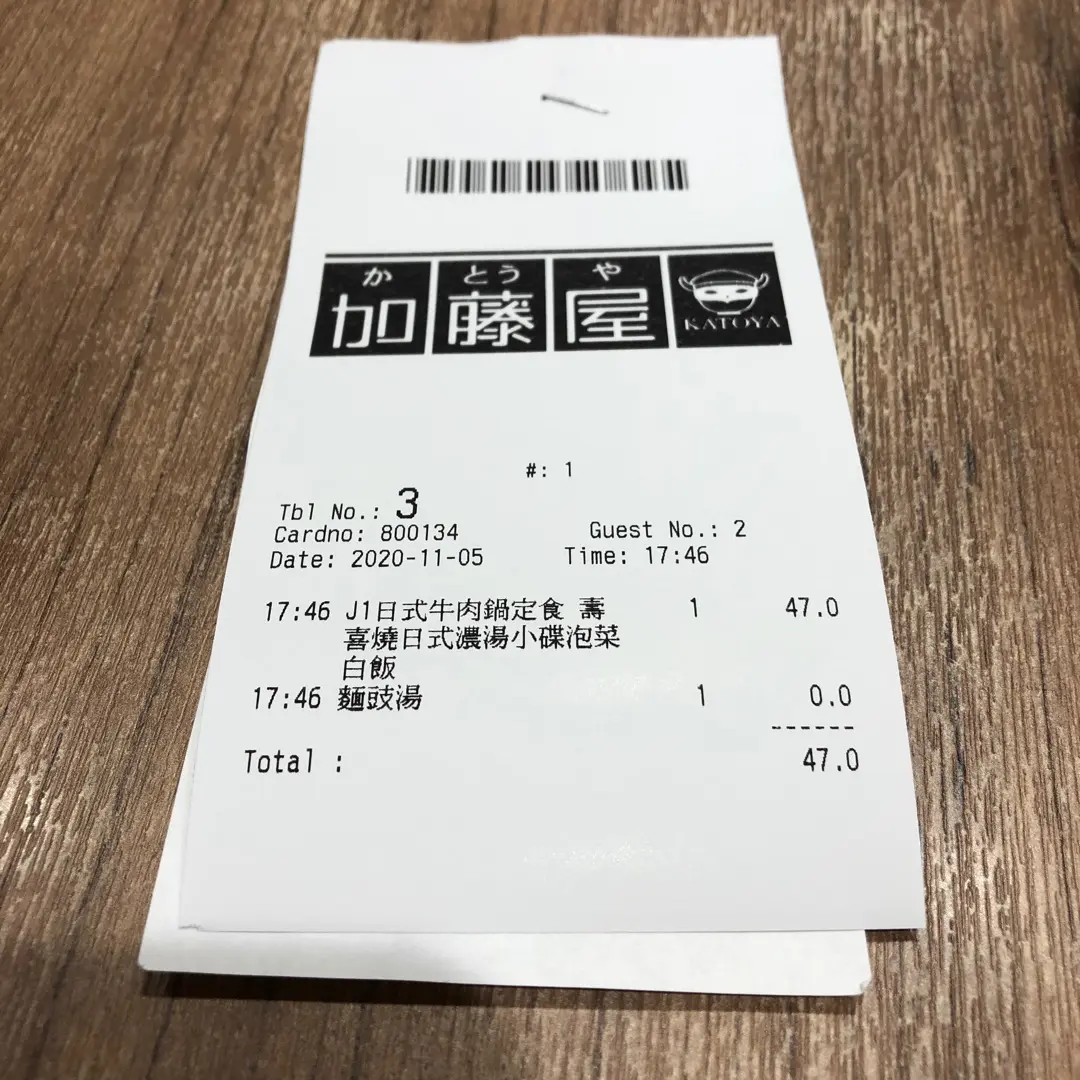 か とう や
加藤屋
KATOYA
#: 1
Tbl No.: 3
Cardno: 800134 Guest No.: 2
Date: 2020-11-05 Time: 17:46
17:46 J1日式牛肉鍋定食 壽 1 47.0
喜燒日式濃湯小碟泡菜
白飯
17:46 麵豉湯 1 0.0
------
Total : 47.0